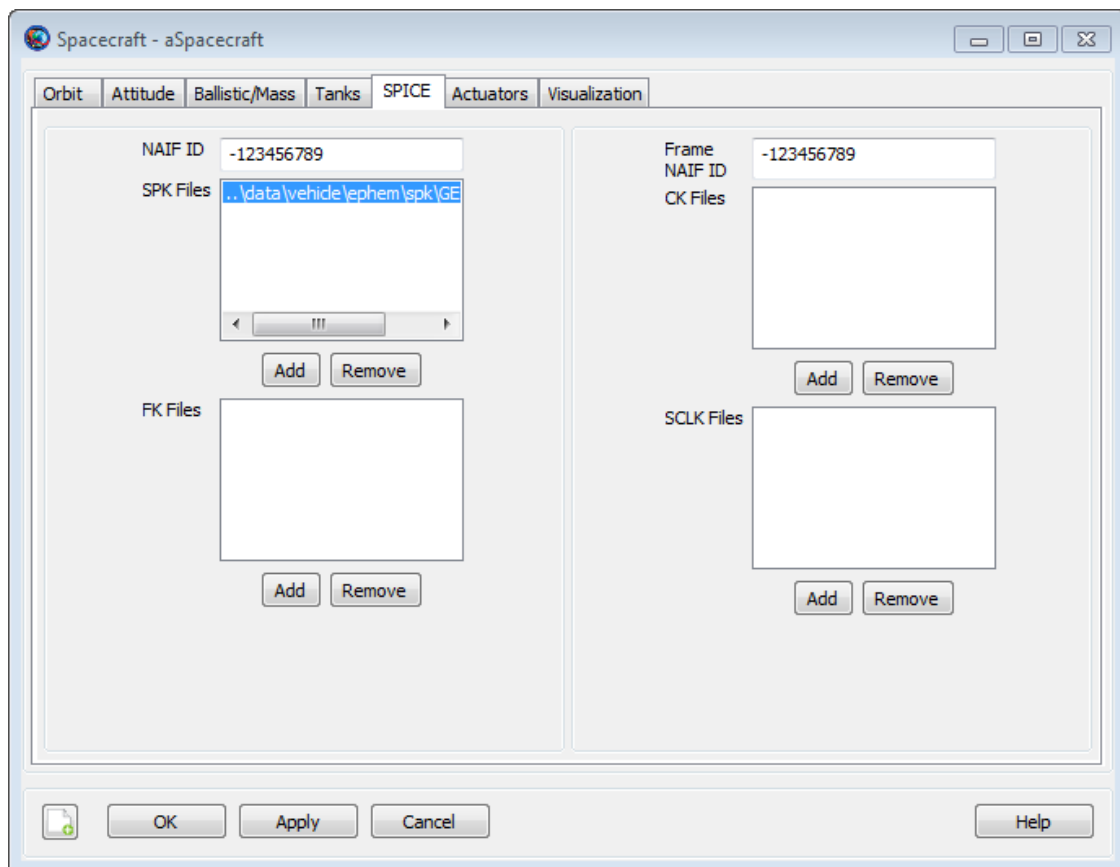 Spacecraft - aSpacecraft
Orbit Attitude Ballistic/Mass Tanks SPICE Actuators Visualization
NAIF ID -123456789
SPK Files ..\data\vehicle\ephem\spk\GE
Add Remove
FK Files
Add Remove
Frame
NAIF ID -123456789
CK Files
Add Remove
SCLK Files
Add Remove
OK Apply Cancel Help